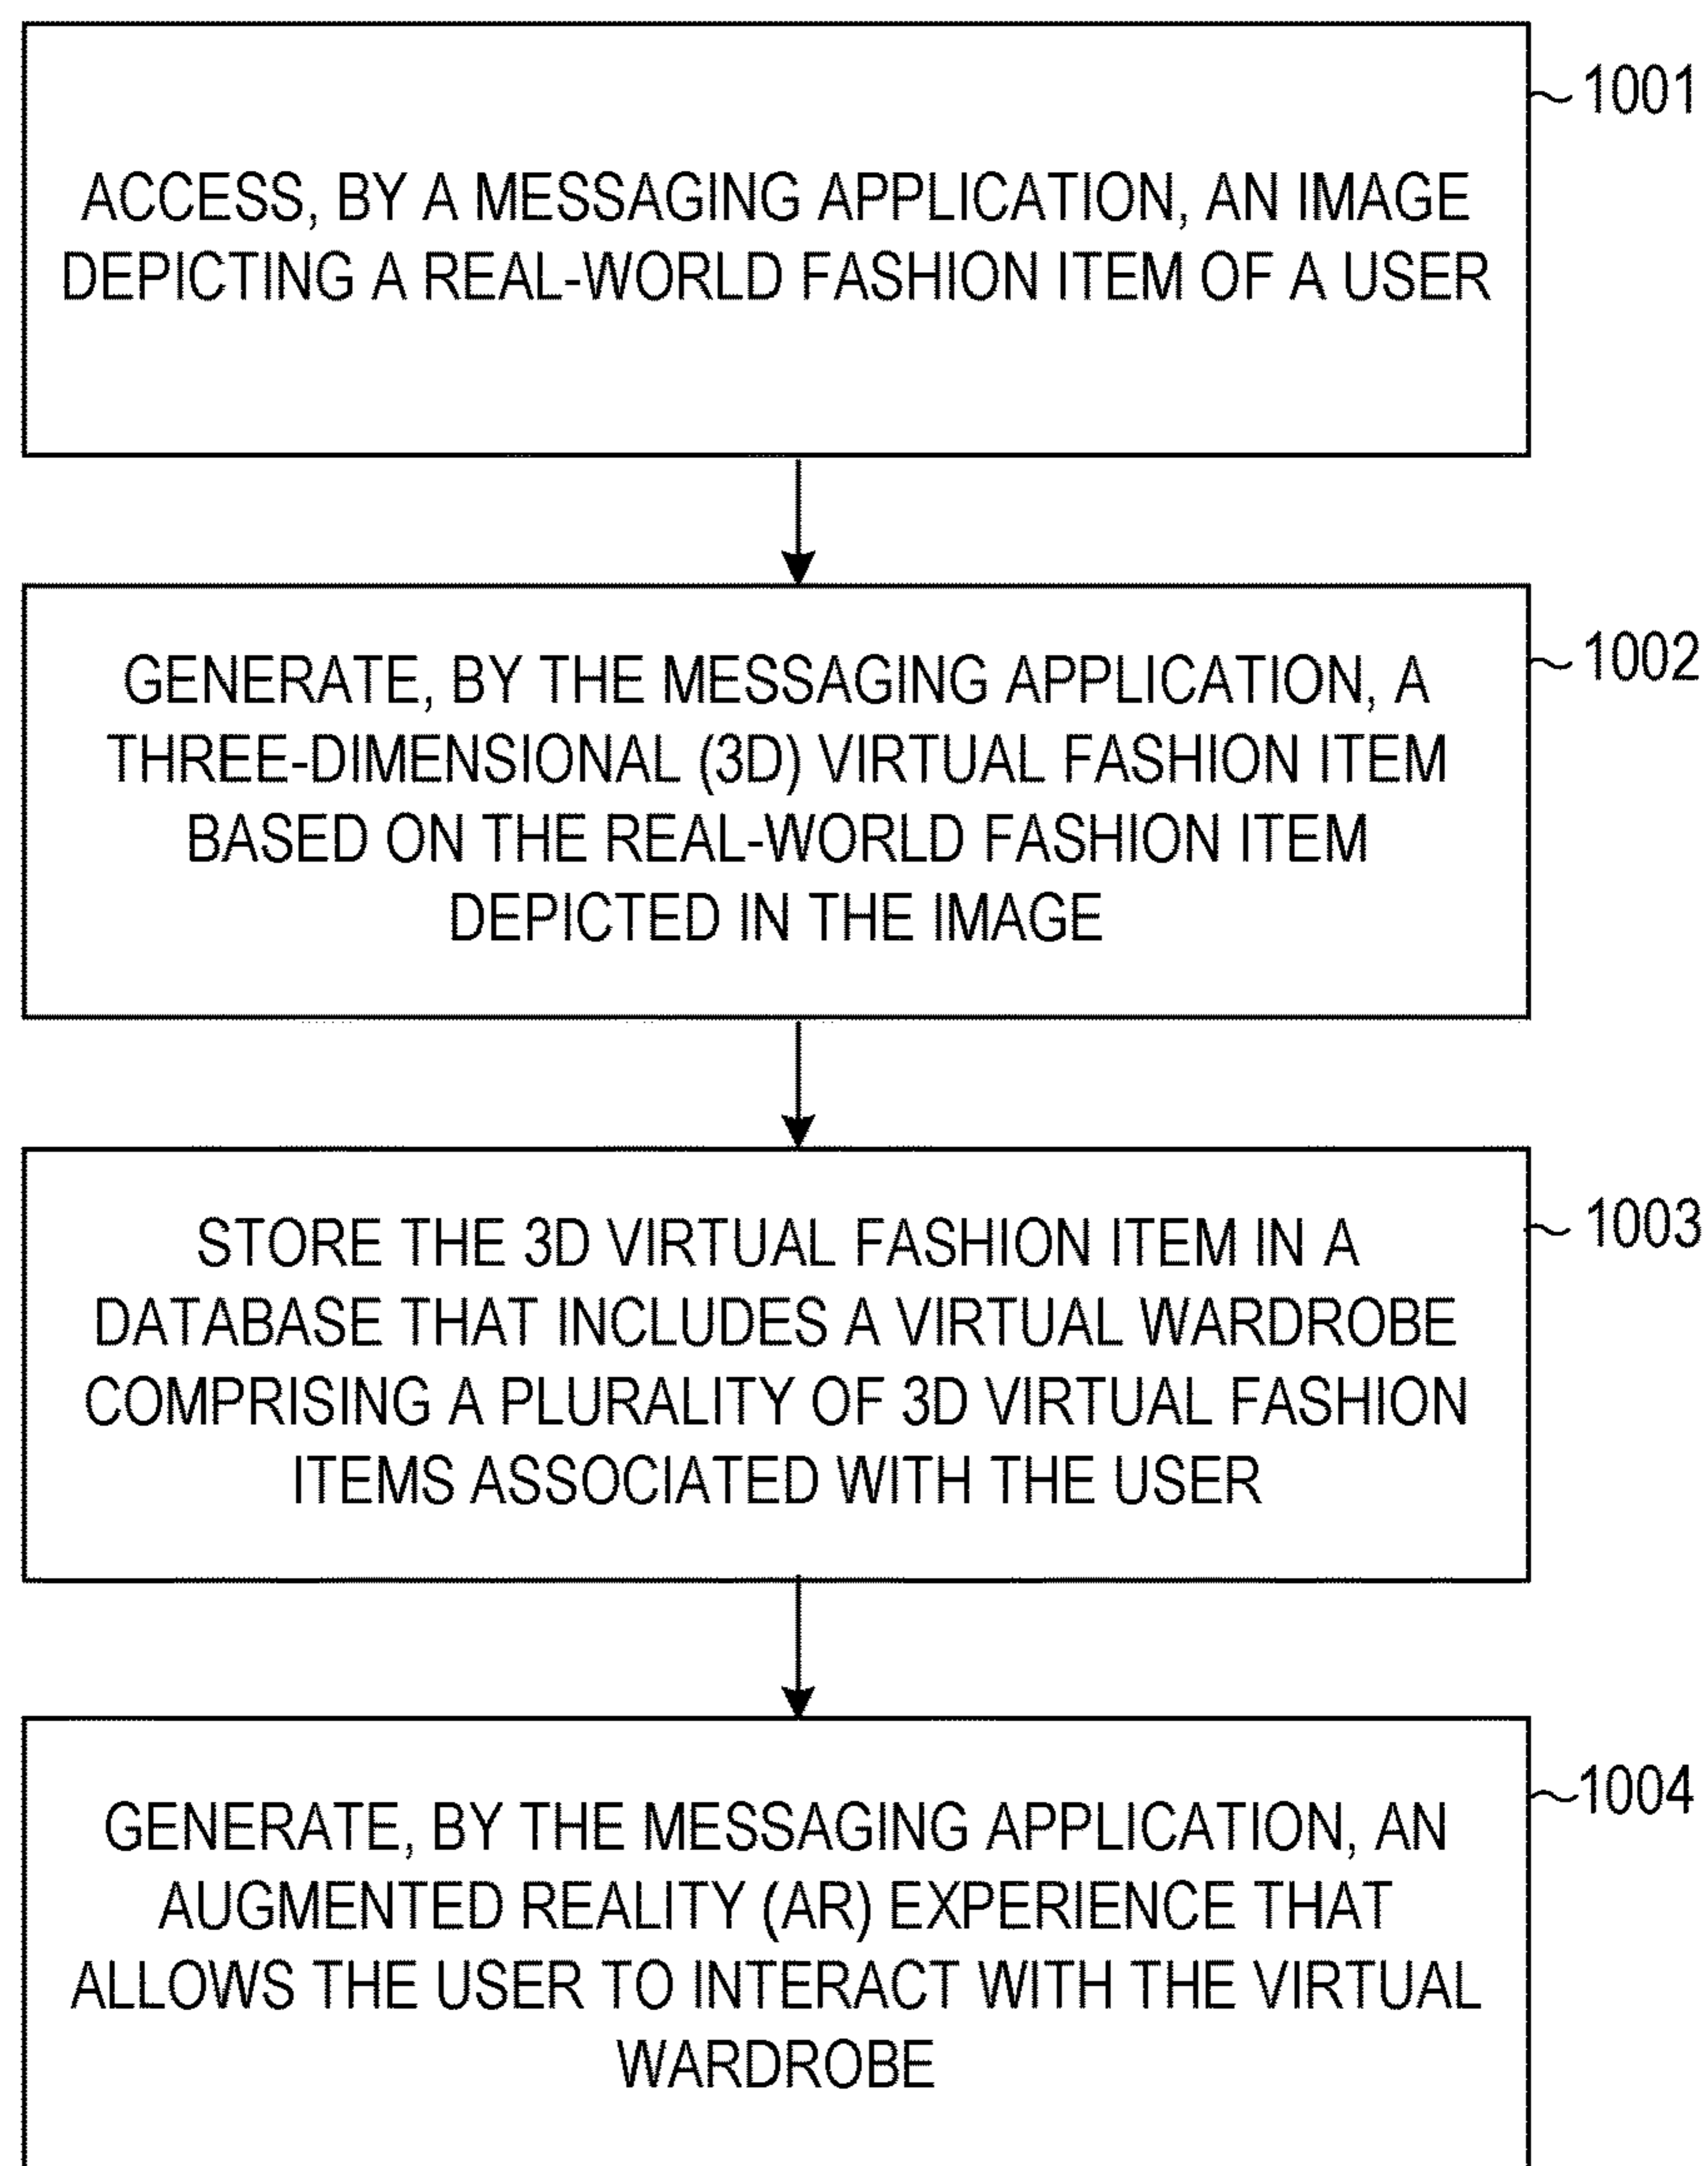 1001
ACCESS, BY A MESSAGING APPLICATION, AN IMAGE
DEPICTING A REAL-WORLD FASHION ITEM OF A USER
1002
GENERATE, BY THE MESSAGING APPLICATION, A
THREE-DIMENSIONAL (3D) VIRTUAL FASHION ITEM
BASED ON THE REAL-WORLD FASHION ITEM
DEPICTED IN THE IMAGE
1003
STORE THE 3D VIRTUAL FASHION ITEM IN A
DATABASE THAT INCLUDES A VIRTUAL WARDROBE
COMPRISING A PLURALITY OF 3D VIRTUAL FASHION
ITEMS ASSOCIATED WITH THE USER
1004
GENERATE, BY THE MESSAGING APPLICATION, AN
AUGMENTED REALITY (AR) EXPERIENCE THAT
ALLOWS THE USER TO INTERACT WITH THE VIRTUAL
WARDROBE